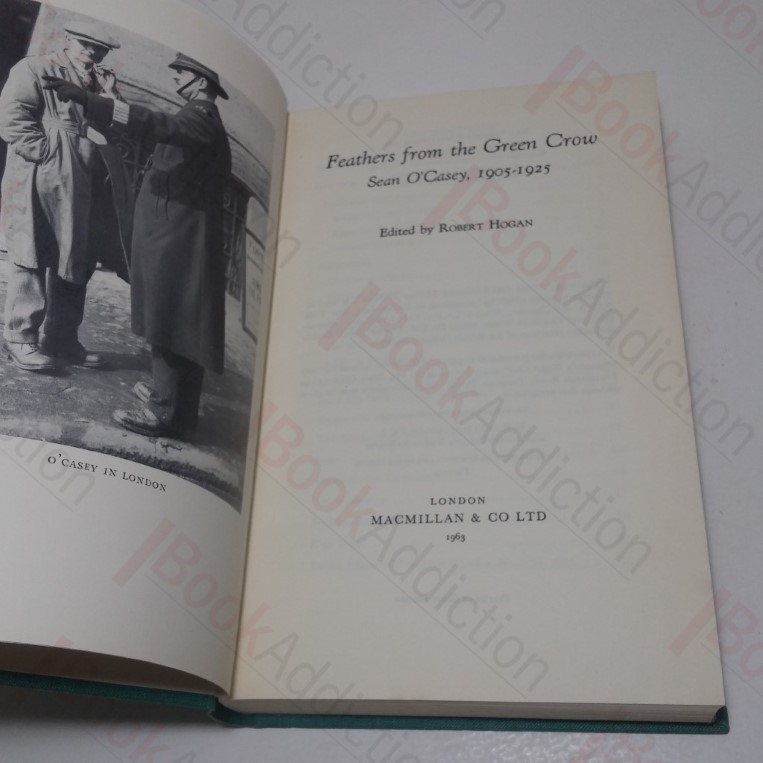 O'CASEY IN LONDON
Feathers from the Green Crow
Sean O'Casey, 1905-1925
Edited by ROBERT HOGAN
LONDON
MACMILLAN & CO LTD
1963
BookAddiction